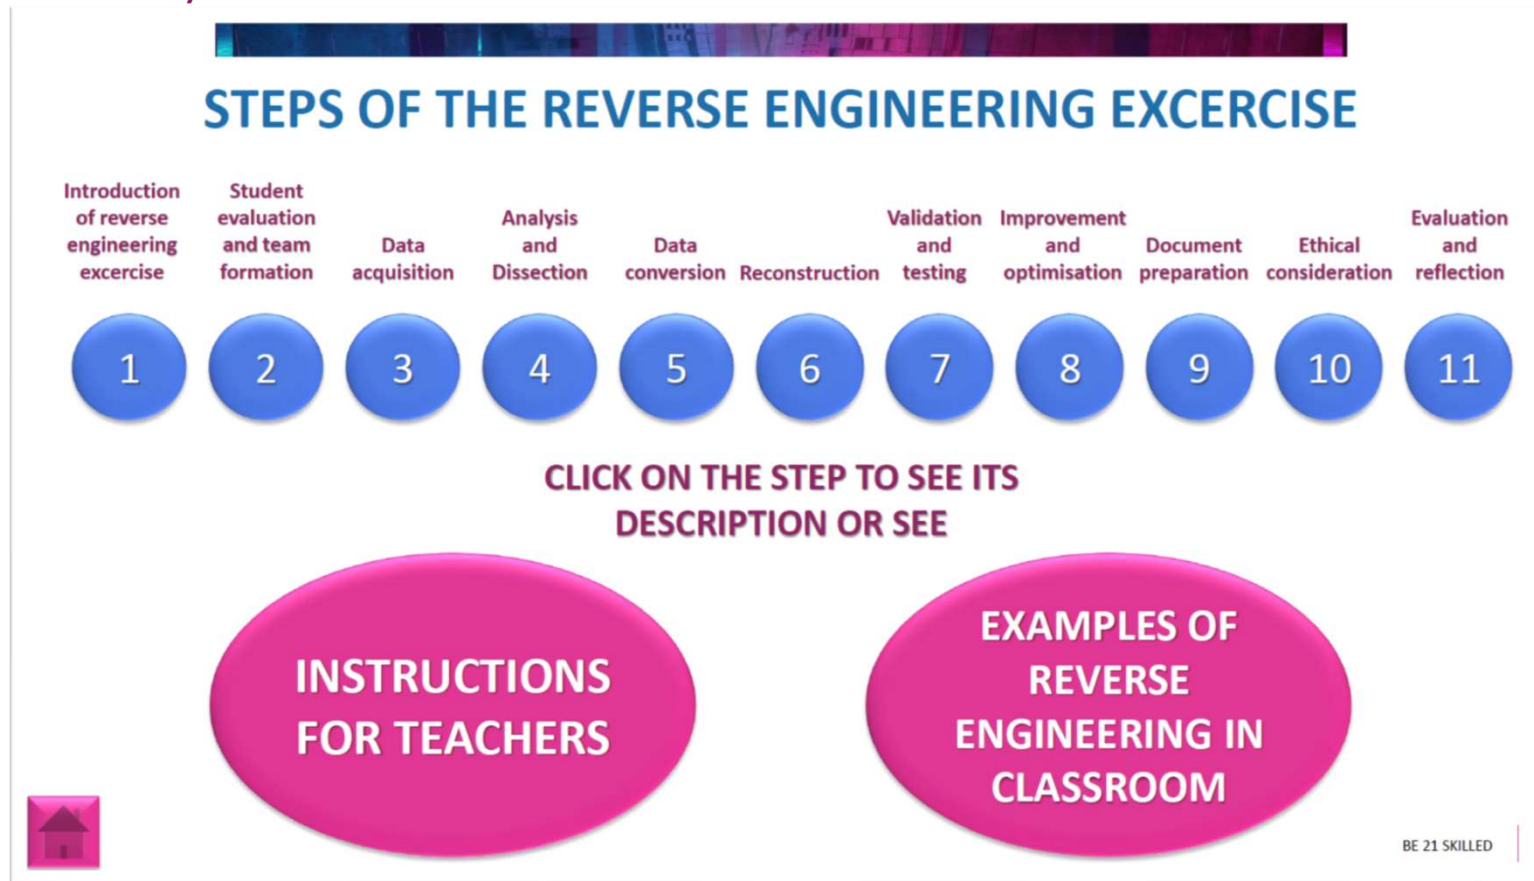 STEPS OF THE REVERSE ENGINEERING EXCERCISE
Introduction
of reverse
engineering
excercise
Student
evaluation
and team
formation
Data
acquisition
Analysis
and
Dissection
Data
conversion
Reconstruction
Validation
and
testing
Improvement
and
optimisation
Document
preparation
Ethical
consideration
Evaluation
and
reflection
1
2
3
4
5
6
7
8
9
10
11
CLICK ON THE STEP TO SEE ITS
DESCRIPTION OR SEE
INSTRUCTIONS
FOR TEACHERS
EXAMPLES OF
REVERSE
ENGINEERING IN
CLASSROOM
BE 21 SKILLED